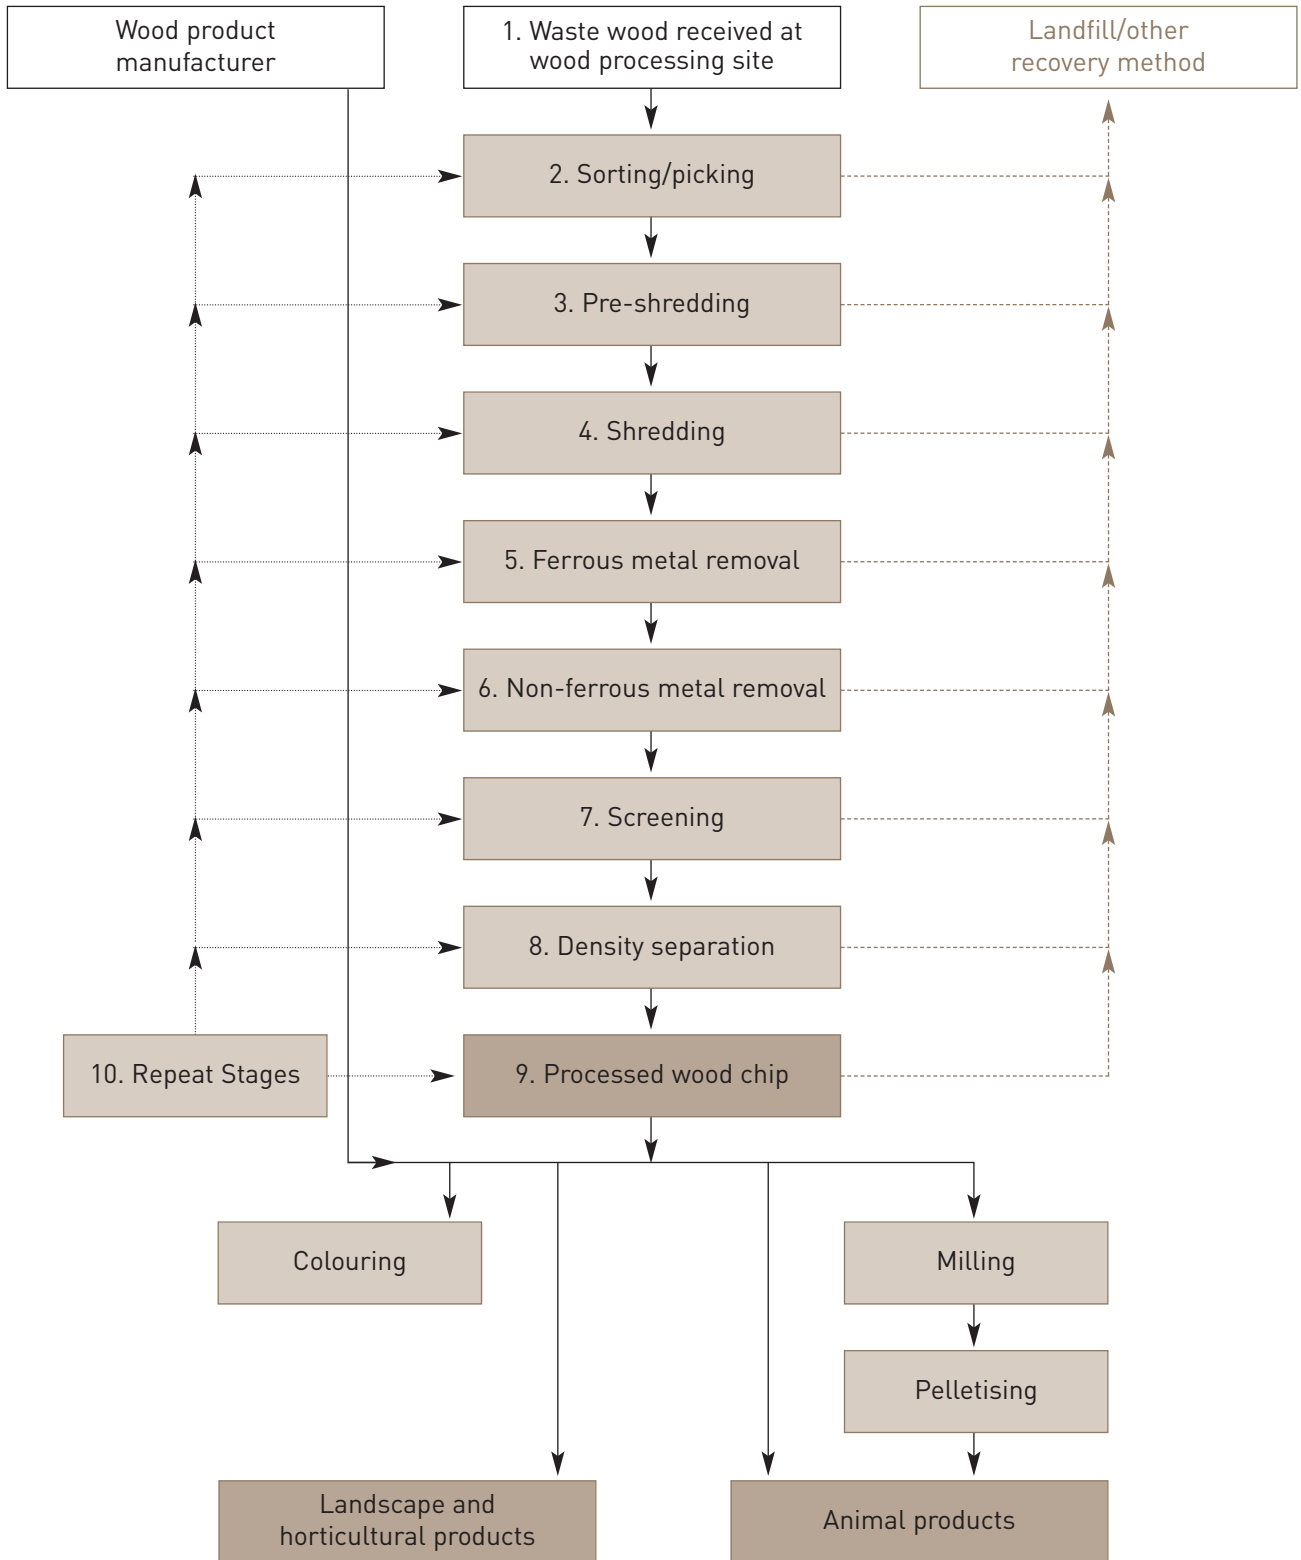 Wood product
manufacturer
1. Waste wood received at
wood processing site
Landfill/other
recovery method
2. Sorting/picking
3. Pre-shredding
4. Shredding
5. Ferrous metal removal
6. Non-ferrous metal removal
7. Screening
8. Density separation
10. Repeat Stages
9. Processed wood chip
Colouring
Milling
Pelletising
Landscape and
horticultural products
Animal products